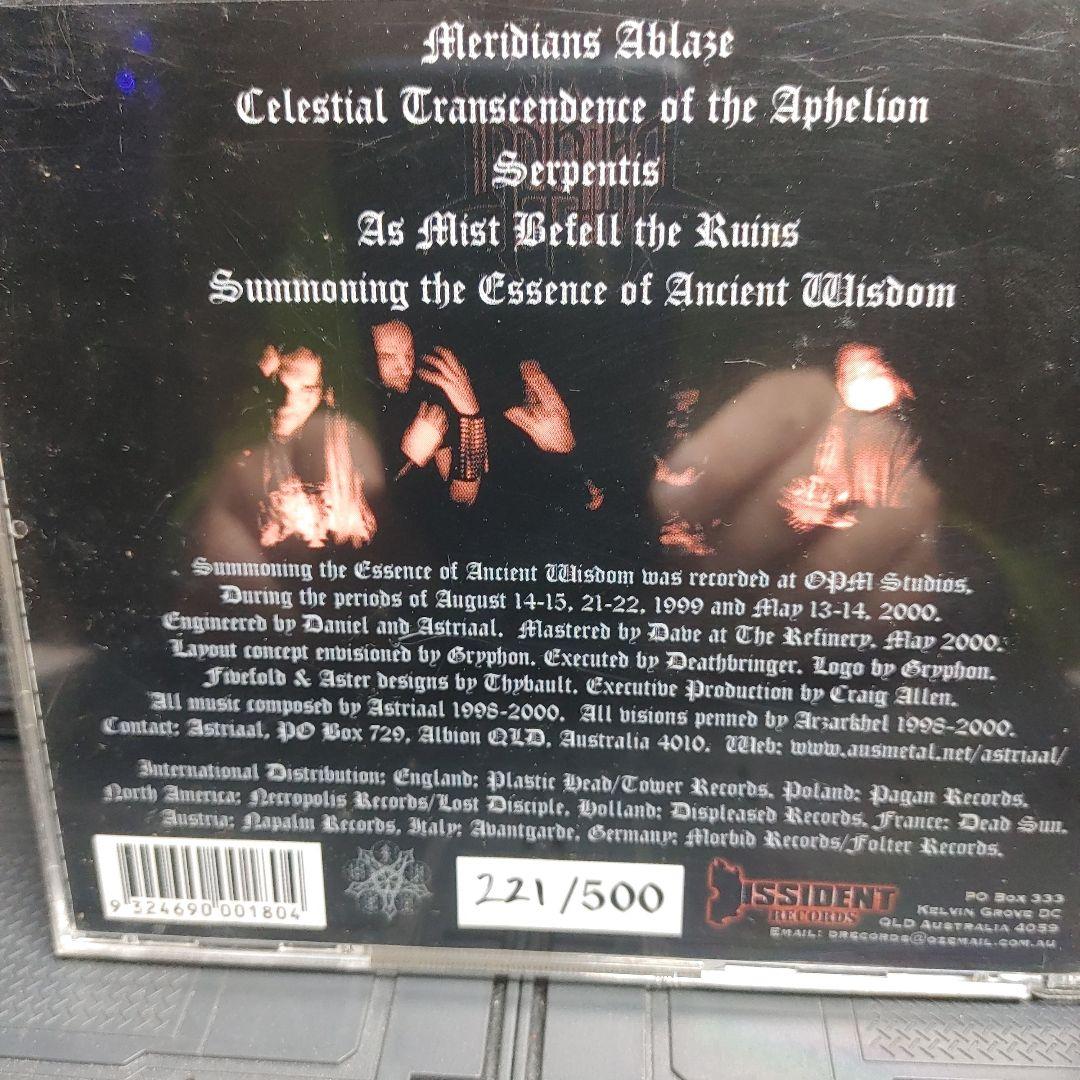 Meridians Ablaze
Celestial Transcendence of the Aphelion
Serpentis
As Mist Befell the Ruins
Summoning the Essence of Ancient Wisdom
Summoning the Essence of Ancient Wisdom was recorded at OPM Studios,
During the periods of August 14-15, 21-22, 1999 and May 13-14, 2000.
Engineered by Daniel and Astriaal. Mastered by Dave at The Refinery, May 2000.
Layout concept envisioned by Gryphon. Executed by Deathbringer. Logo by Gryphon.
Fivefold & Aster designs by Thybault. Executive Production by Craig Allen.
All music composed by Astriaal 1998-2000. All visions penned by Arzarkhel 1998-2000.
Contact: Astriaal, PO Box 729, Albion QLD, Australia 4010. Web: www.ausmetal.net/astriaal/
International Distribution: England: Plastic Head/Tower Records, Poland: Pagan Records,
North America: Necropolis Records/Lost Disciple, Holland: Displeased Records, France: Dead Sun,
Austria: Napalm Records, Italy: Avantgarde, Germany: Morbid Records/Folter Records.
9 324690 001804
221/500
DISSIDENT
RECORDS
PO Box 333
Kelvin Grove DC
QLD Australia 4059
Email: drecords@ozemail.com.au